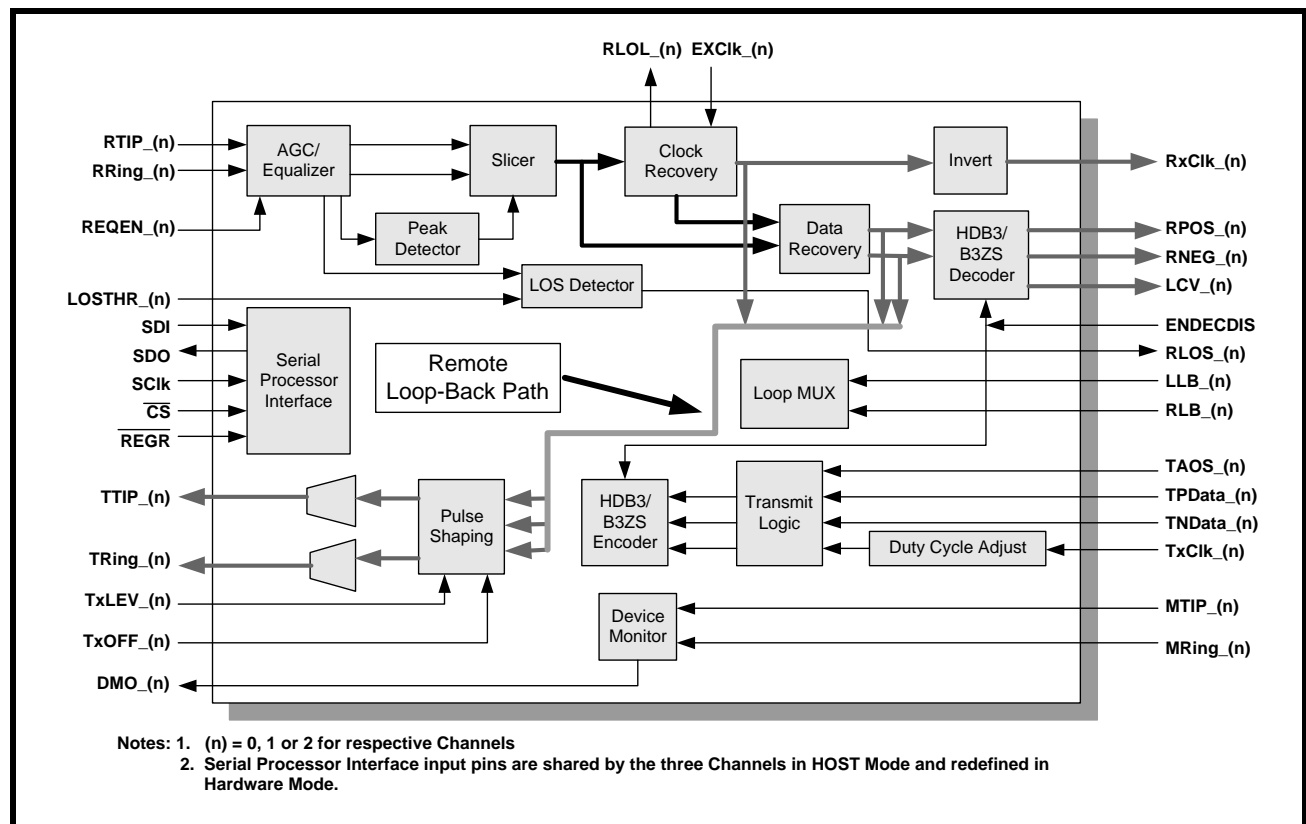 RLOL_(n) EXClk_(n)
RTIP_(n)
RRing_(n)
REQEN_(n)
LOSTHR_(n)
SDI
SDO
SClk
CS
REGR
TTIP_(n)
TRing_(n)
TxLEV_(n)
TxOFF_(n)
DMO_(n)
AGC/
Equalizer
Slicer
Peak
Detector
LOS Detector
Clock
Recovery
Data
Recovery
Invert
HDB3/
B3ZS
Decoder
Serial
Processor
Interface
Remote
Loop-Back Path
Loop MUX
Pulse
Shaping
HDB3/
B3ZS
Encoder
Transmit
Logic
Duty Cycle Adjust
Device
Monitor
RxClk_(n)
RPOS_(n)
RNEG_(n)
LCV_(n)
ENDECDIS
RLOS_(n)
LLB_(n)
RLB_(n)
TAOS_(n)
TPData_(n)
TNData_(n)
TxClk_(n)
MTIP_(n)
MRing_(n)
Notes: 1. (n) = 0, 1 or 2 for respective Channels
2. Serial Processor Interface input pins are shared by the three Channels in HOST Mode and redefined in
Hardware Mode.